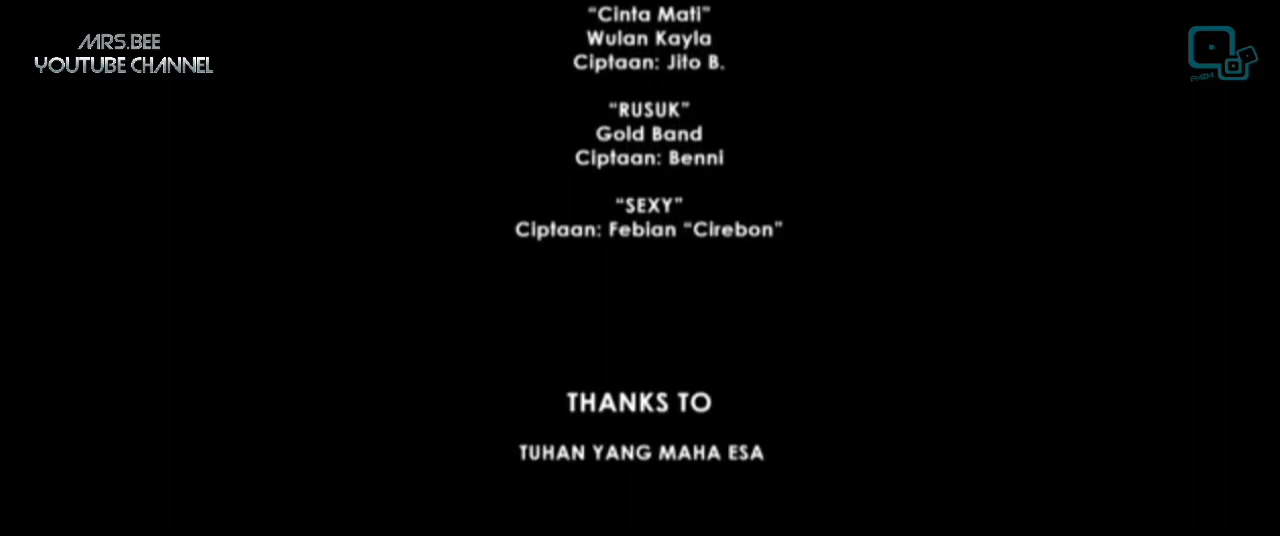 MRS.BEE
YOUTUBE CHANNEL
“Cinta Mati”
Wulan Kayla
Ciptaan: Jito B.
“RUSUK”
Gold Band
Ciptaan: Benni
“SEXY”
Ciptaan: Febian “Cirebon”
THANKS TO
TUHAN YANG MAHA ESA